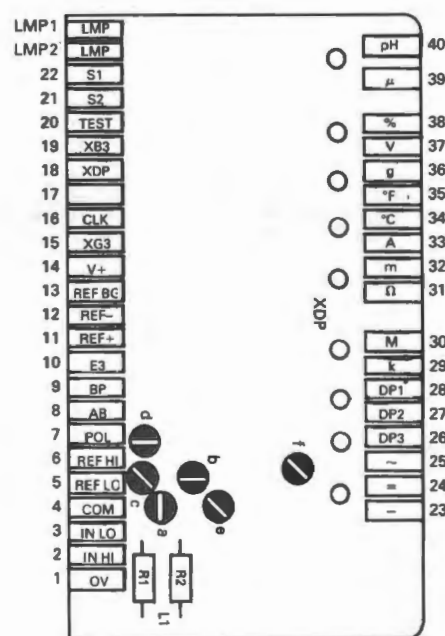 LMP1 LMP
LMP2 LMP
22 S1
21 S2
20 TEST
19 XB3
18 XDP
17
16 CLK
15 XG3
14 V+
13 REF BG
12 REF–
11 REF+
10 E3
9 BP
8 AB
7 POL
6 REF HI
5 REF LO
4 COM
3 IN LO
2 IN HI
1 OV
d
b
c
a
e
f
R1
R2
L1
XDP
pH 40
μ 39
% 38
V 37
g 36
°F 35
°C 34
A 33
m 32
Ω 31
M 30
k 29
DP1 28
DP2 27
DP3 26
~ 25
= 24
– 23